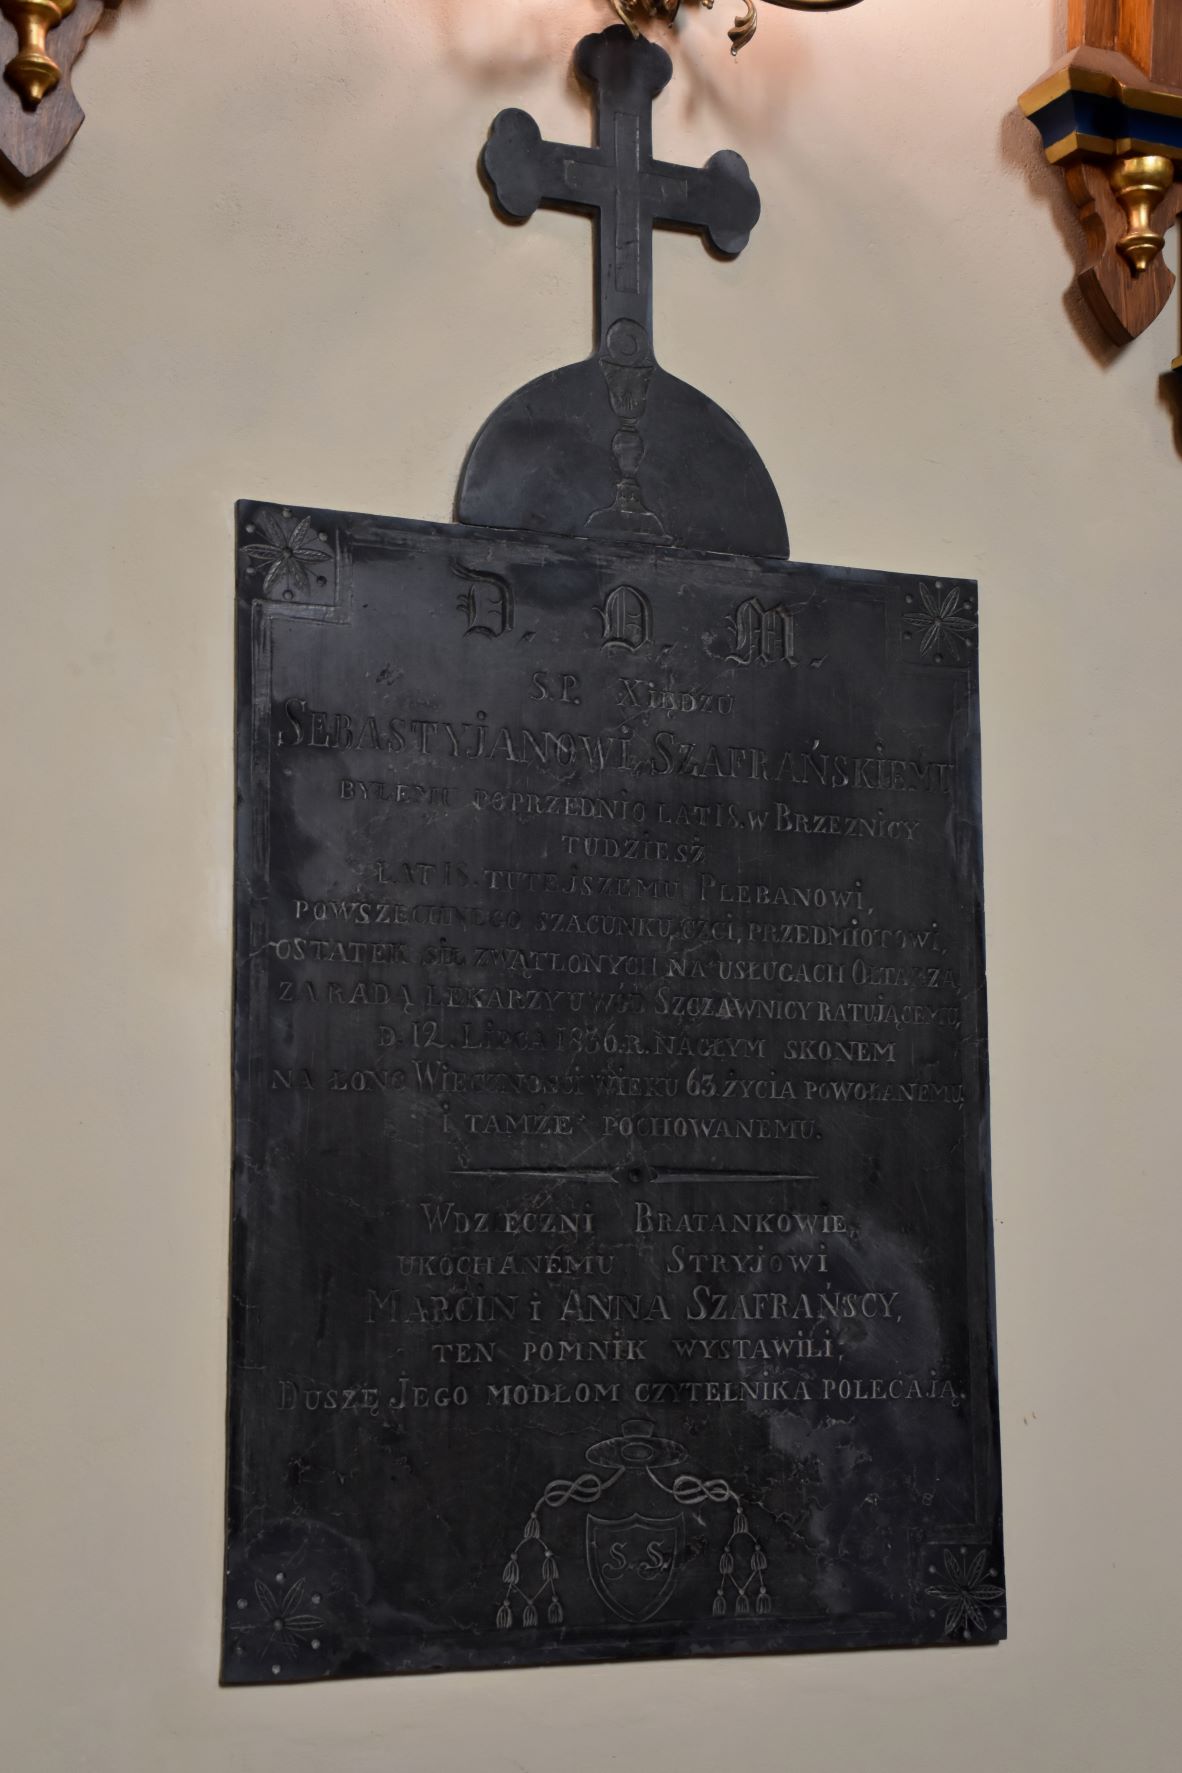 D. O. M.
S.P. XIĘDZU
SEBASTYJANOWI SZAFRAŃSKIEMU
BYŁEMU POPRZEDNIO LAT 18. W BRZEZNICY
TUDZIESŻ
LAT 18. TUTEJSZEMU PLEBANOWI,
POWSZECHNEGO SZACUNKU, CZCI, PRZEDMIOTOWI,
OSTATEK SIŁ ZWĄTLONYCH NA USŁUGACH OŁTARZA,
ZA RADĄ LEKARZY U WÓD SZCZAWNICY RATUJĄCEMU,
D. 12. LIPCA 1836. R. NAGŁYM SKONEM
NA ŁONO WIECZNOŚCI WIEKU 63. ŻYCIA POWOŁANEMU,
I TAMŻE POCHOWANEMU.
WDZIĘCZNI BRATANKOWIE,
UKOCHANEMU STRYJOWI
MARCIN i ANNA SZAFRAŃSCY,
TEN POMNIK WYSTAWILI;
DUSZĘ JEGO MODŁOM CZYTELNIKA POLECAJĄ.
S. S.